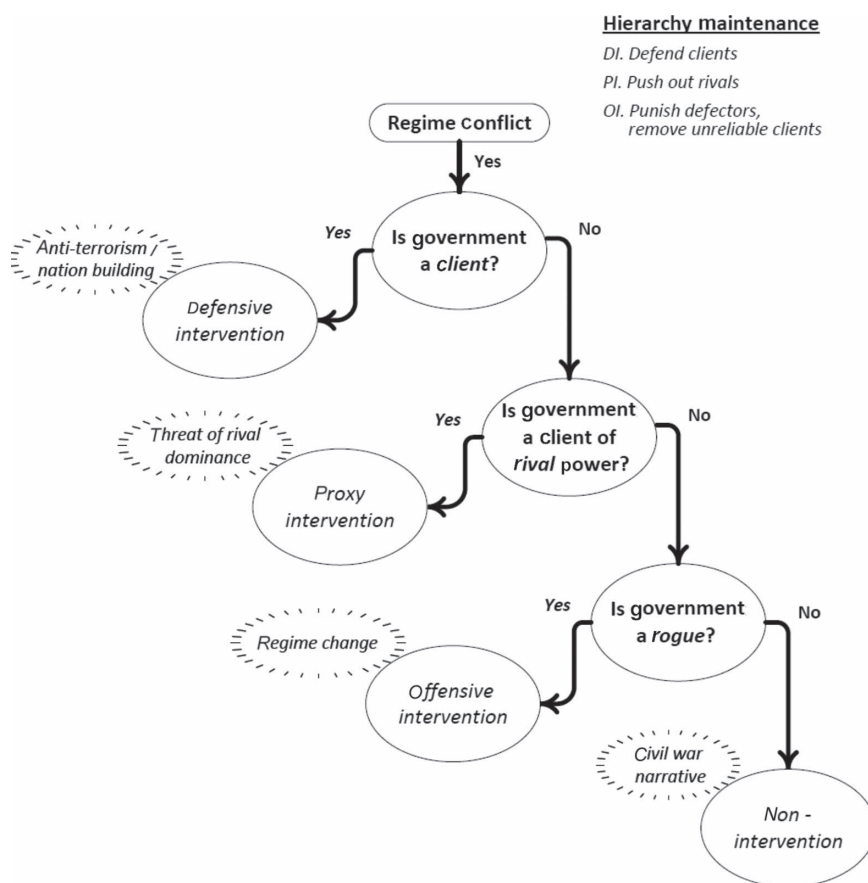 Hierarchy maintenance
DI. Defend clients
PI. Push out rivals
OI. Punish defectors,
remove unreliable clients
Regime Conflict
Yes
Is government
a client?
Yes
No
Anti-terrorism /
nation building
Defensive
intervention
Is government
a Client of
rival power?
Yes
No
Threat of rival
dominance
Proxy
intervention
Is government
a rogue?
Yes
No
Regime change
Offensive
intervention
Civil war
narrative
Non -
intervention